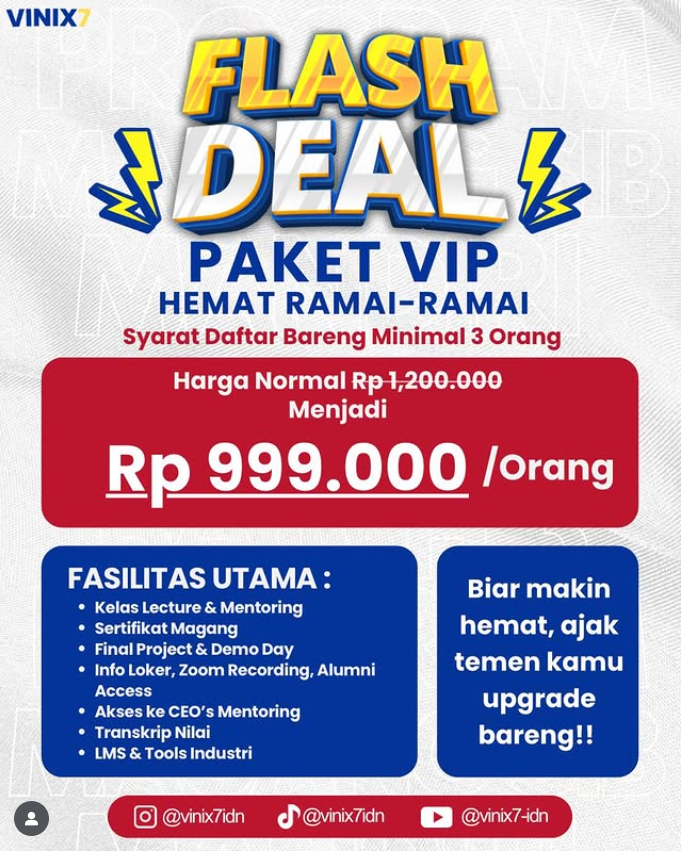 VINIX7
FLASH
DEAL
PAKET VIP
HEMAT RAMAI-RAMAI
Syarat Daftar Bareng Minimal 3 Orang
Harga Normal Rp 1,200.000
Menjadi
Rp 999.000 /Orang
FASILITAS UTAMA :
• Kelas Lecture & Mentoring
• Sertifikat Magang
• Final Project & Demo Day
• Info Loker, Zoom Recording, Alumni
Access
• Akses ke CEO's Mentoring
• Transkrip Nilai
• LMS & Tools Industri
Biar makin
hemat, ajak
temen kamu
upgrade
bareng!!
@vinix7idn @vinix7idn @vinix7-idn